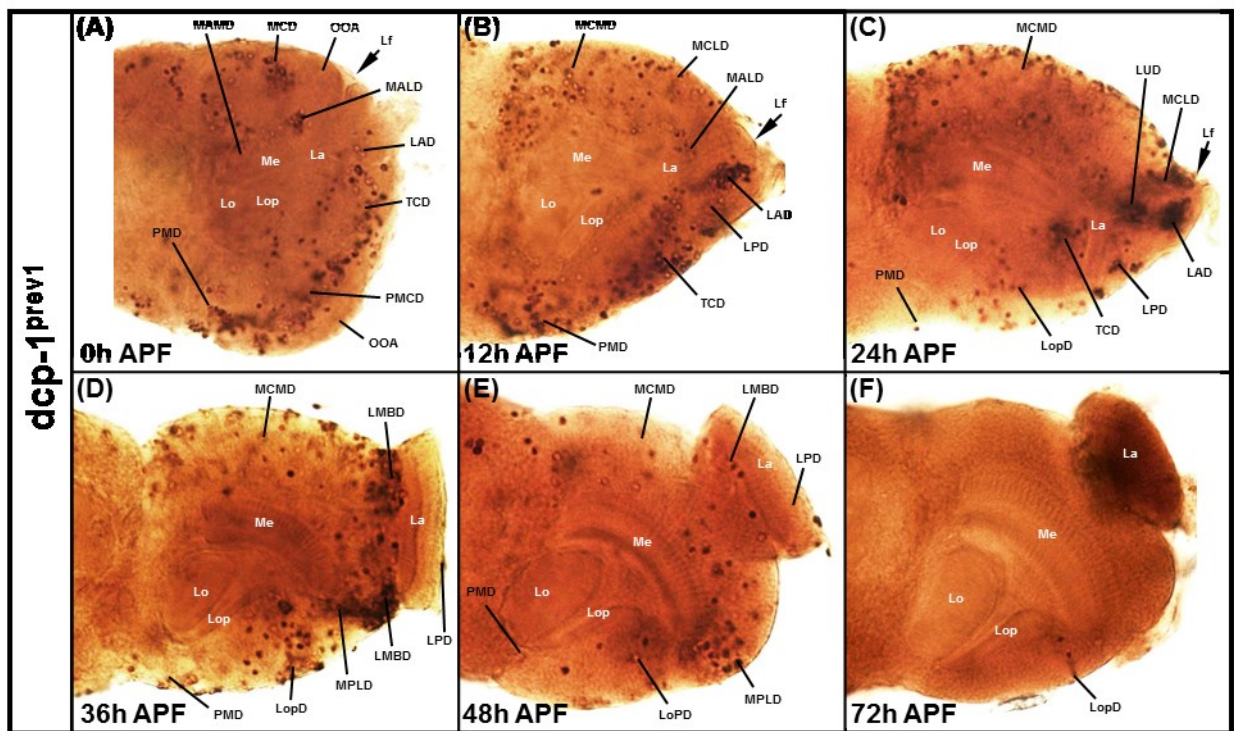 dcp-1prev1
(A)
MAMD MCD OOA
Lf
MALD
LAD
Me La
Lo Lop
TCD
PMD
PMCD
OOA
0h APF
(B)
MCMD
MCLD
MALD
Lf
Me
La
Lo
Lop
LAD
LPD
TCD
PMD
12h APF
(C)
MCMD
LUD
MCLD
Lf
Me
La
Lo
Lop
LAD
PMD
LPD
TCD
LopD
24h APF
(D)
MCMD
LMBD
Me
La
Lo
Lop
LPD
LMBD
MPLD
LopD
PMD
36h APF
(E)
MCMD
LMBD
La
LPD
Me
PMD
Lo
Lop
MPLD
LoPD
48h APF
(F)
La
Me
Lo
Lop
LopD
72h APF